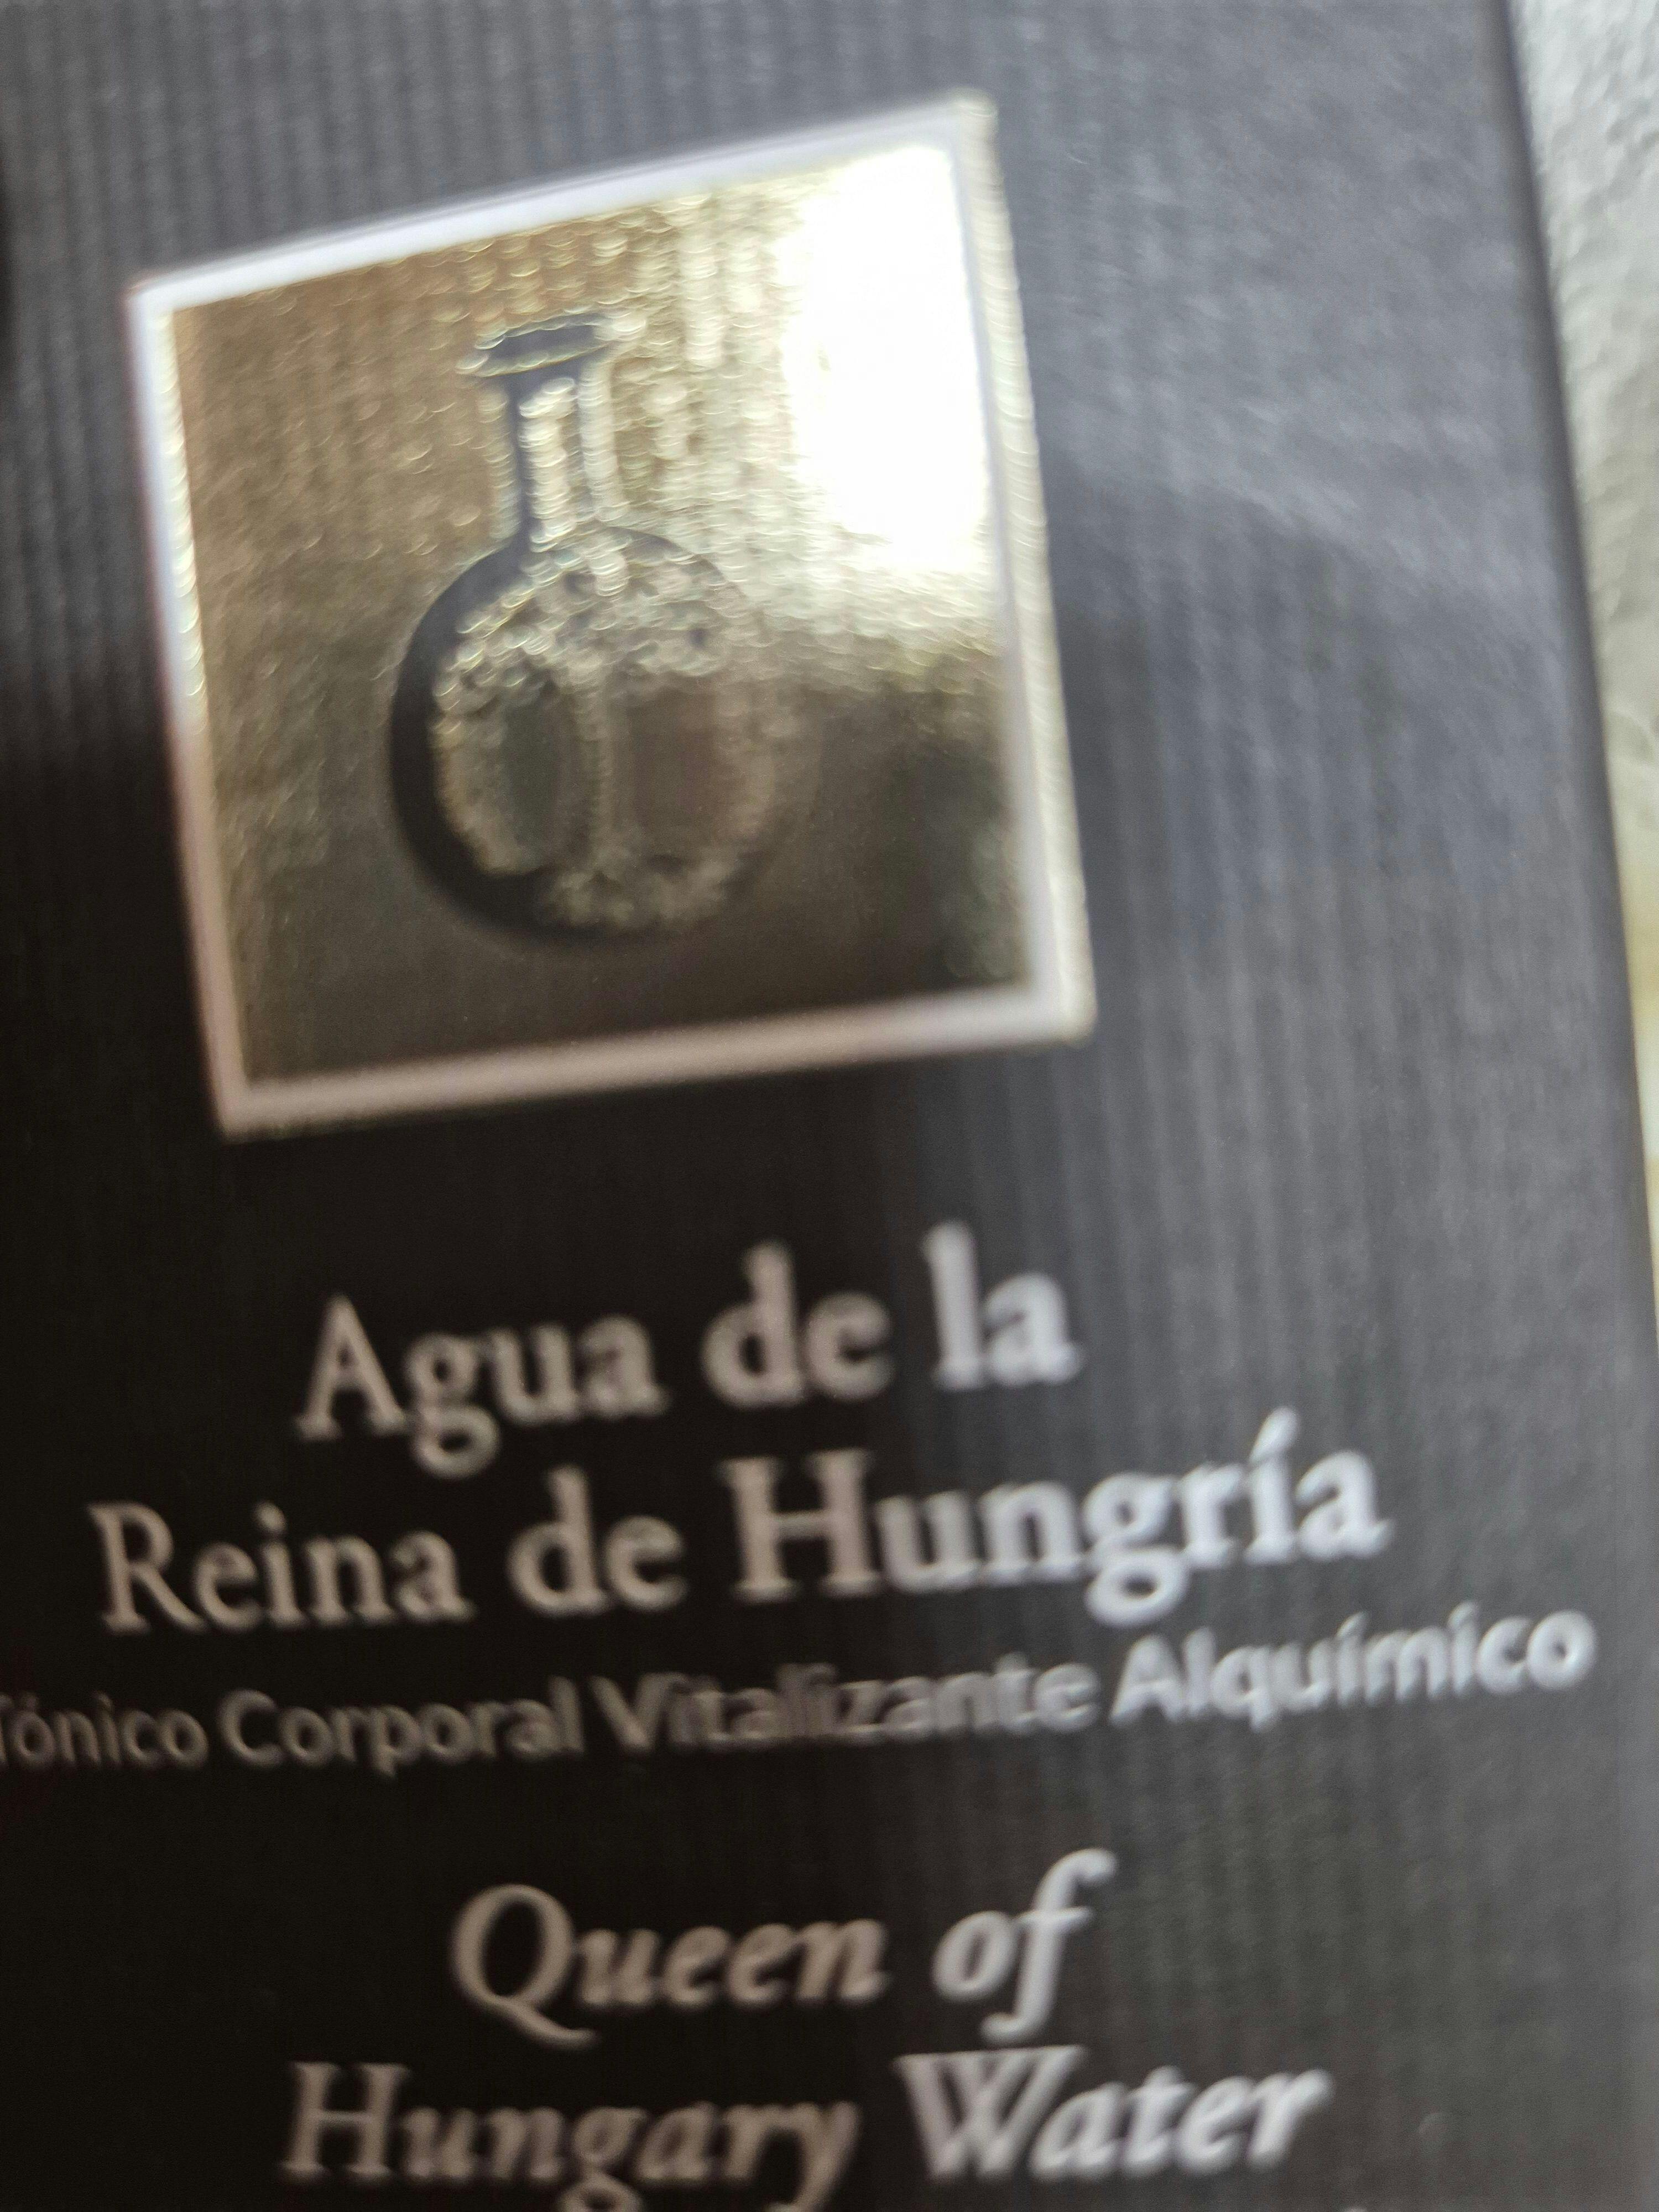 Agua de la
Reina de Hungría
Tónico Corporal Vitalizante Alquímico
Queen of
Hungary Water